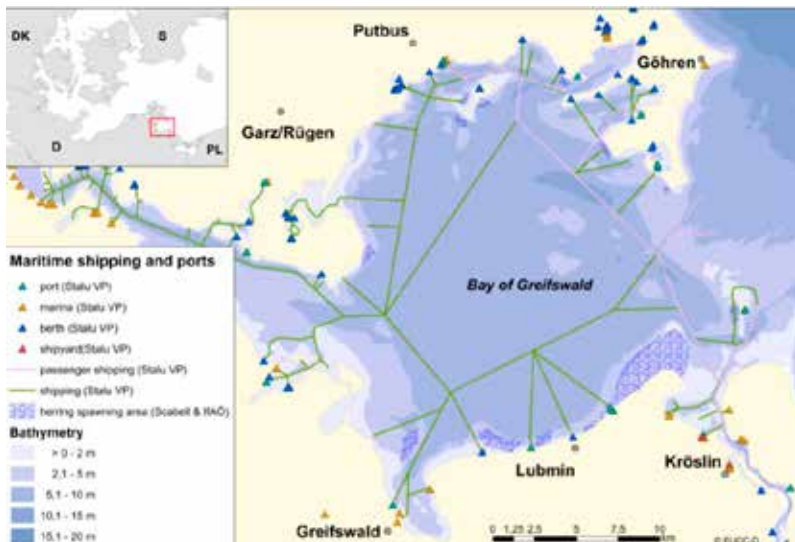 DK
S
D
PL
Putbus
Göhren
Garz/Rügen
Bay of Greifswald
Lubmin
Kröslin
Greifswald
Maritime shipping and ports
port (Stalu VP)
marina (Stalu VP)
berth (Stalu VP)
shipyard(Stalu VP)
passenger shipping (Stalu VP)
shipping (Stalu VP)
herring spawning area (Scabell & IfAÖ)
Bathymetry
> 0 - 2 m
2,1 - 5 m
5,1 - 10 m
10,1 - 15 m
15,1 - 20 m
0 1,25 2,5 5 7,5 10
km
© EUCC-D